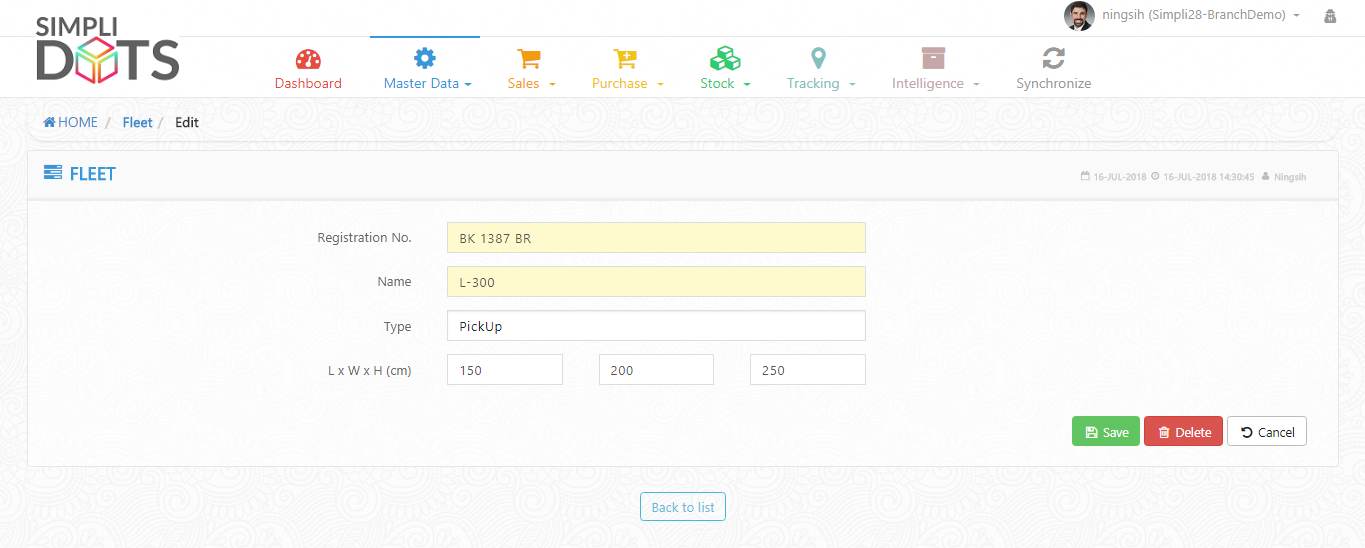 SIMPLI
DOTS
ningsih (Simpli28-BranchDemo)
Dashboard Master Data Sales Purchase Stock Tracking Intelligence Synchronize
HOME / Fleet / Edit
FLEET
16-JUL-2018 16-JUL-2018 14:30:45 Ningsih
Registration No. BK 1387 BR
Name L-300
Type PickUp
L x W x H (cm) 150 200 250
Save Delete Cancel
Back to list